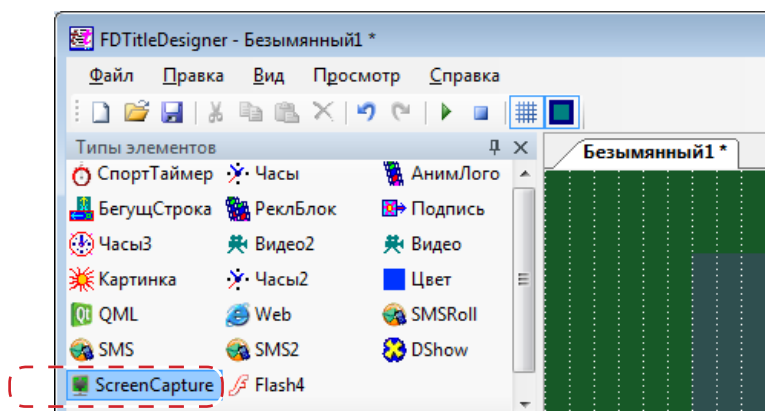 FDTitleDesigner - Безымянный1 *
Файл Правка Вид Просмотр Справка
Типы элементов
Безымянный1 *
СпортТаймер Часы АнимЛого
БегущСтрока РеклБлок Подпись
Часы3 Видео2 Видео
Картинка Часы2 Цвет
Qt QML Web SMSRoll
SMS SMS2 DShow
ScreenCapture Flash4